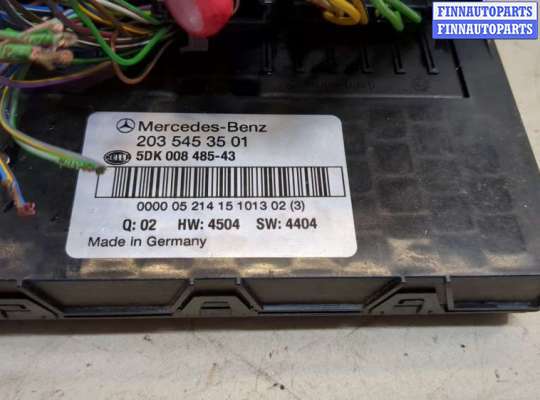 FINNAUTOPARTS
FINNAUTOPARTS
Mercedes-Benz
203 545 35 01
HELLA 5DK 008 485-43
0000 05 214 15 1013 02 (3)
Q: 02 HW: 4504 SW: 4404
Made in Germany